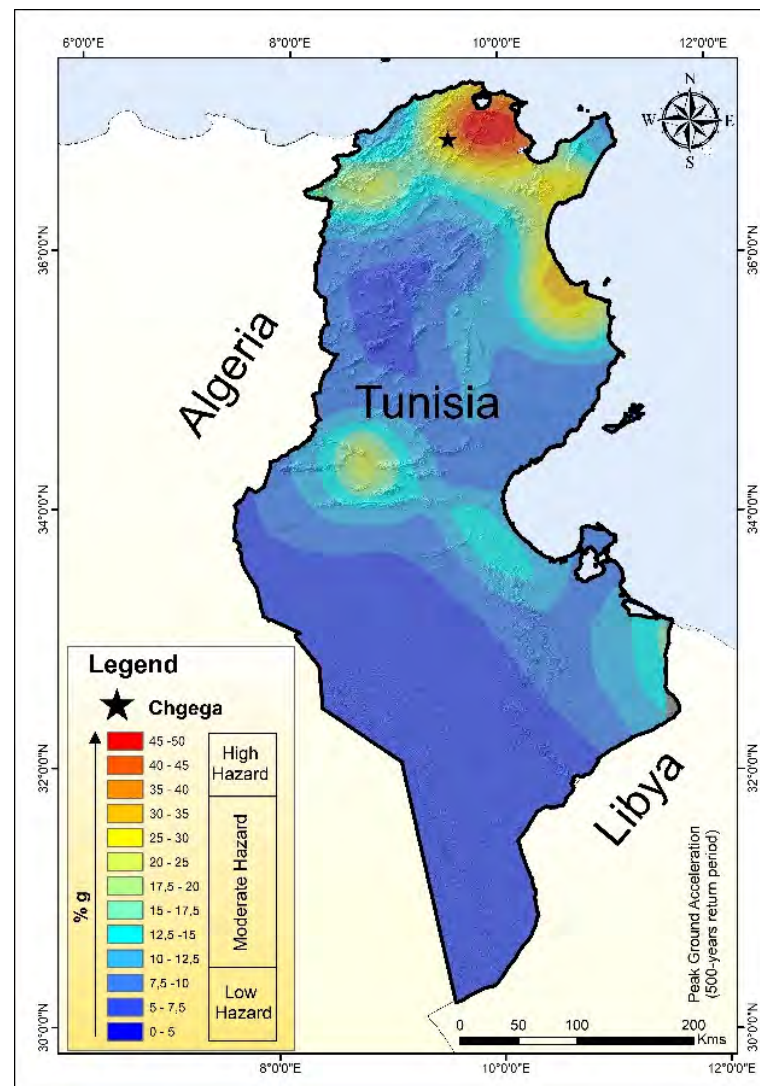 6°0'0"E 8°0'0"E 10°0'0"E 12°0'0"E
N
W E
S
36°0'0"N
36°0'0"N
Algeria
Tunisia
34°0'0"N
34°0'0"N
Legend
Chgega
% g
45 -50
40 - 45
35 - 40
30 - 35
25 - 30
20 - 25
17,5 - 20
15 - 17,5
12,5-15
10 - 12,5
7,5 -10
5 - 7,5
0 - 5
High
Hazard
Moderate Hazard
Low
Hazard
32°0'0"N
32°0'0"N
Libya
Peak Ground Acceleration
(500-years return period)
0 50 100 200
Kms
30°0'0"N
30°0'0"N
8°0'0"E 10°0'0"E 12°0'0"E